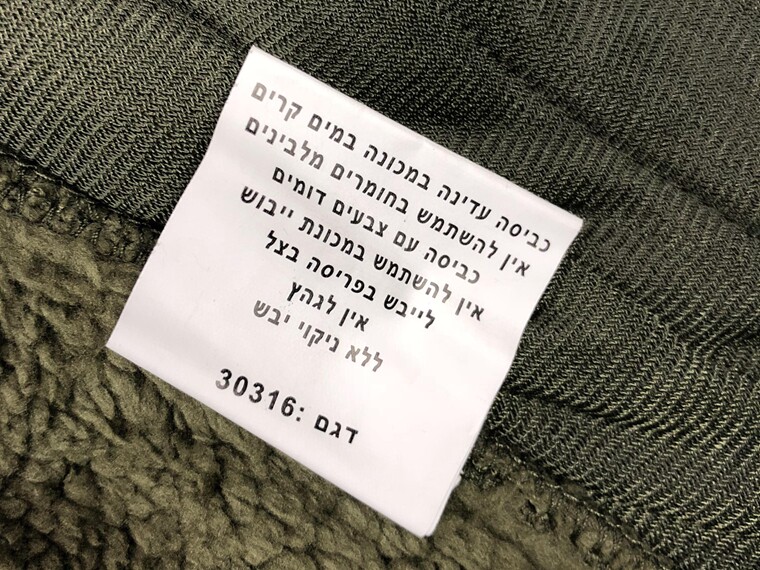 כביסה עדינה במכונה במים קרים
אין להשתמש בחומרים מלבינים
כביסה עם צבעים דומים
אין להשתמש במכונת ייבוש
לייבש בפריסה בצל
אין לגהץ
ללא ניקוי יבש
דגם :30316